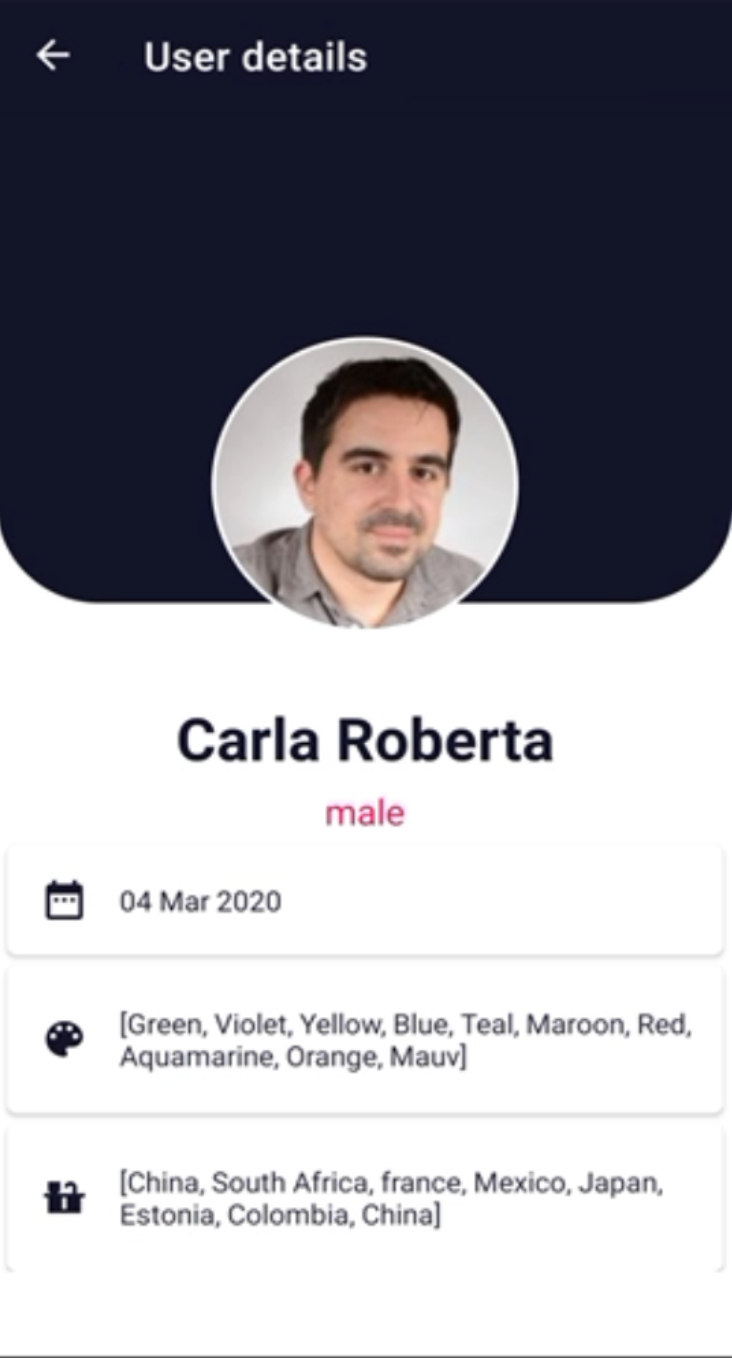 User details
Carla Roberta
male
04 Mar 2020
[Green, Violet, Yellow, Blue, Teal, Maroon, Red,
Aquamarine, Orange, Mauv]
[China, South Africa, france, Mexico, Japan,
Estonia, Colombia, China]